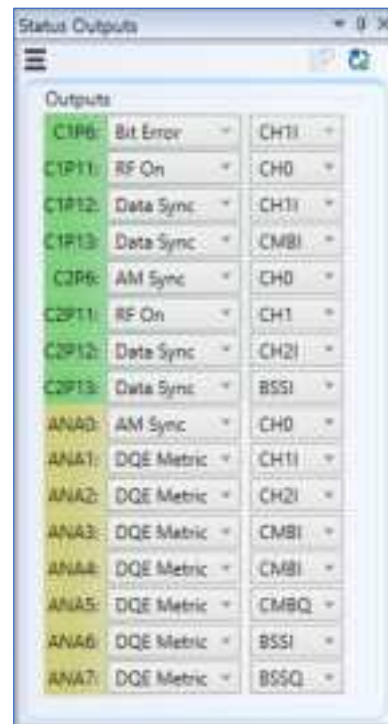 Status Outputs
Outputs
C1P6: Bit Error CH1I
C1P11: RF On CH0
C1P12: Data Sync CH1I
C1P13: Data Sync CMBI
C2P6: AM Sync CH0
C2P11: RF On CH1
C2P12: Data Sync CH2I
C2P13: Data Sync BSSI
ANA0: AM Sync CH0
ANA1: DQE Metric CH1I
ANA2: DQE Metric CH2I
ANA3: DQE Metric CMBI
ANA4: DQE Metric CMBI
ANA5: DQE Metric CMBQ
ANA6: DQE Metric BSSI
ANA7: DQE Metric BSSQ